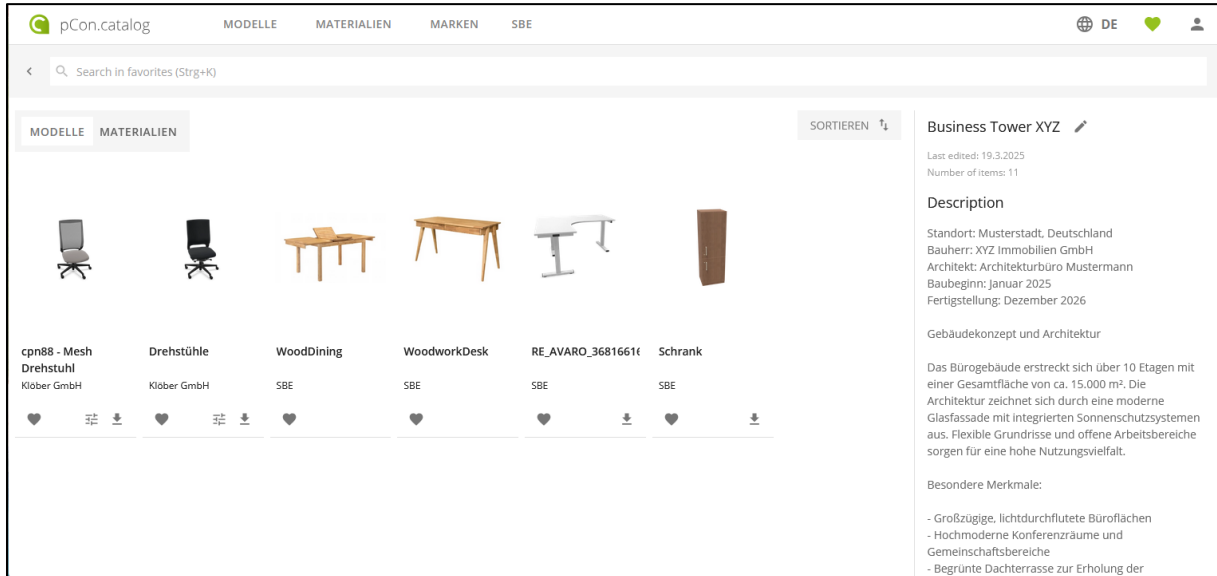 pCon.catalog MODELLE MATERIALIEN MARKEN SBE DE
Search in favorites (Strg+K)
MODELLE MATERIALIEN
SORTIEREN
cpn88 - Mesh
Drehstuhl
Klöber GmbH
Drehstühle
Klöber GmbH
WoodDining
SBE
WoodworkDesk
SBE
RE_AVARO_36816616
SBE
Schrank
SBE
Business Tower XYZ
Last edited: 19.3.2025
Number of items: 11
Description
Standort: Musterstadt, Deutschland
Bauherr: XYZ Immobilien GmbH
Architekt: Architekturbüro Mustermann
Baubeginn: Januar 2025
Fertigstellung: Dezember 2026
Gebäudekonzept und Architektur
Das Bürogebäude erstreckt sich über 10 Etagen mit
einer Gesamtfläche von ca. 15.000 m². Die
Architektur zeichnet sich durch eine moderne
Glasfassade mit integrierten Sonnenschutzsystemen
aus. Flexible Grundrisse und offene Arbeitsbereiche
sorgen für eine hohe Nutzungsvielfalt.
Besondere Merkmale:
- Großzügige, lichtdurchflutete Büroflächen
- Hochmoderne Konferenzräume und
Gemeinschaftsbereiche
- Begrünte Dachterrasse zur Erholung der